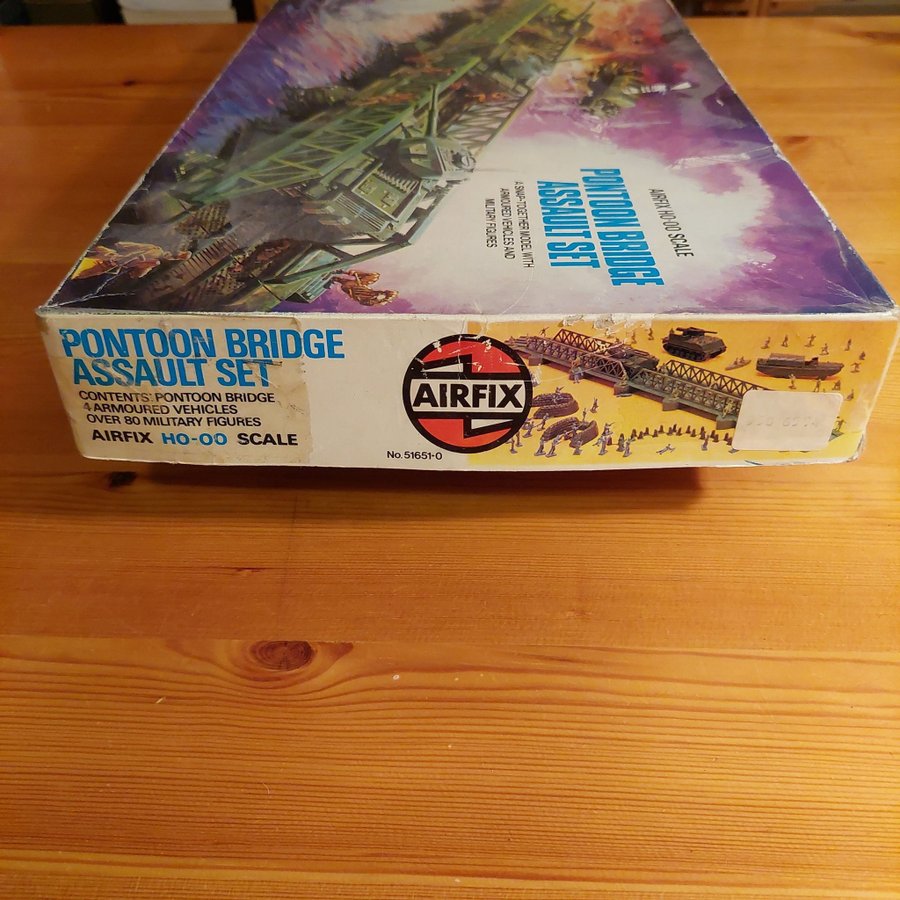 AIRFIX HO-OO SCALE
PONTOON BRIDGE
ASSAULT SET
A SNAP-TOGETHER MODEL WITH
ARMOURED VEHICLES AND
MILITARY FIGURES
PONTOON BRIDGE
ASSAULT SET
CONTENTS: PONTOON BRIDGE
4 ARMOURED VEHICLES
OVER 80 MILITARY FIGURES
AIRFIX HO-OO SCALE
AIRFIX
No. 51651-0